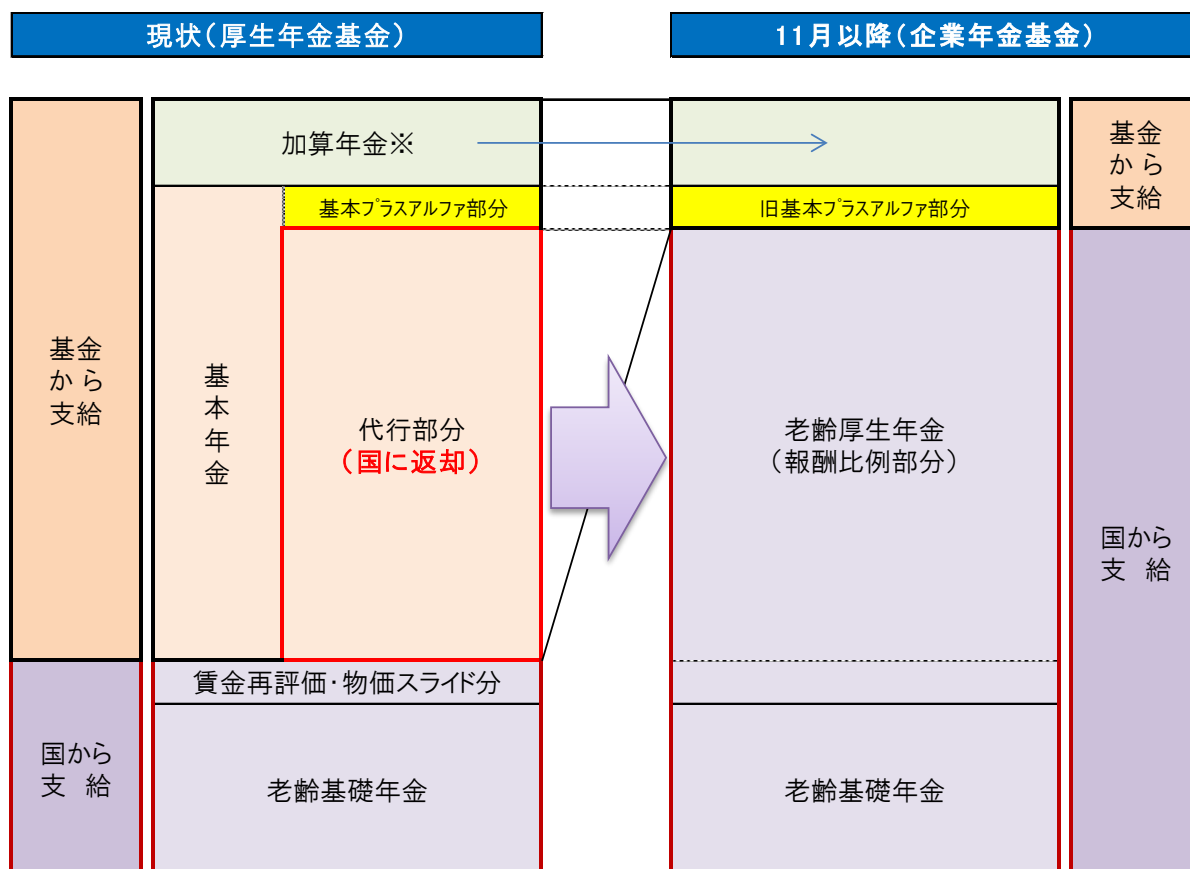 現状（厚生年金基金）
11月以降（企業年金基金）
基金
から
支給
国から
支 給
加算年金※
基本プラスアルファ部分
基
本
年
金
代行部分
（国に返却）
賃金再評価・物価スライド分
老齢基礎年金
旧基本プラスアルファ部分
老齢厚生年金
（報酬比例部分）
老齢基礎年金
基金
から
支給
国から
支 給